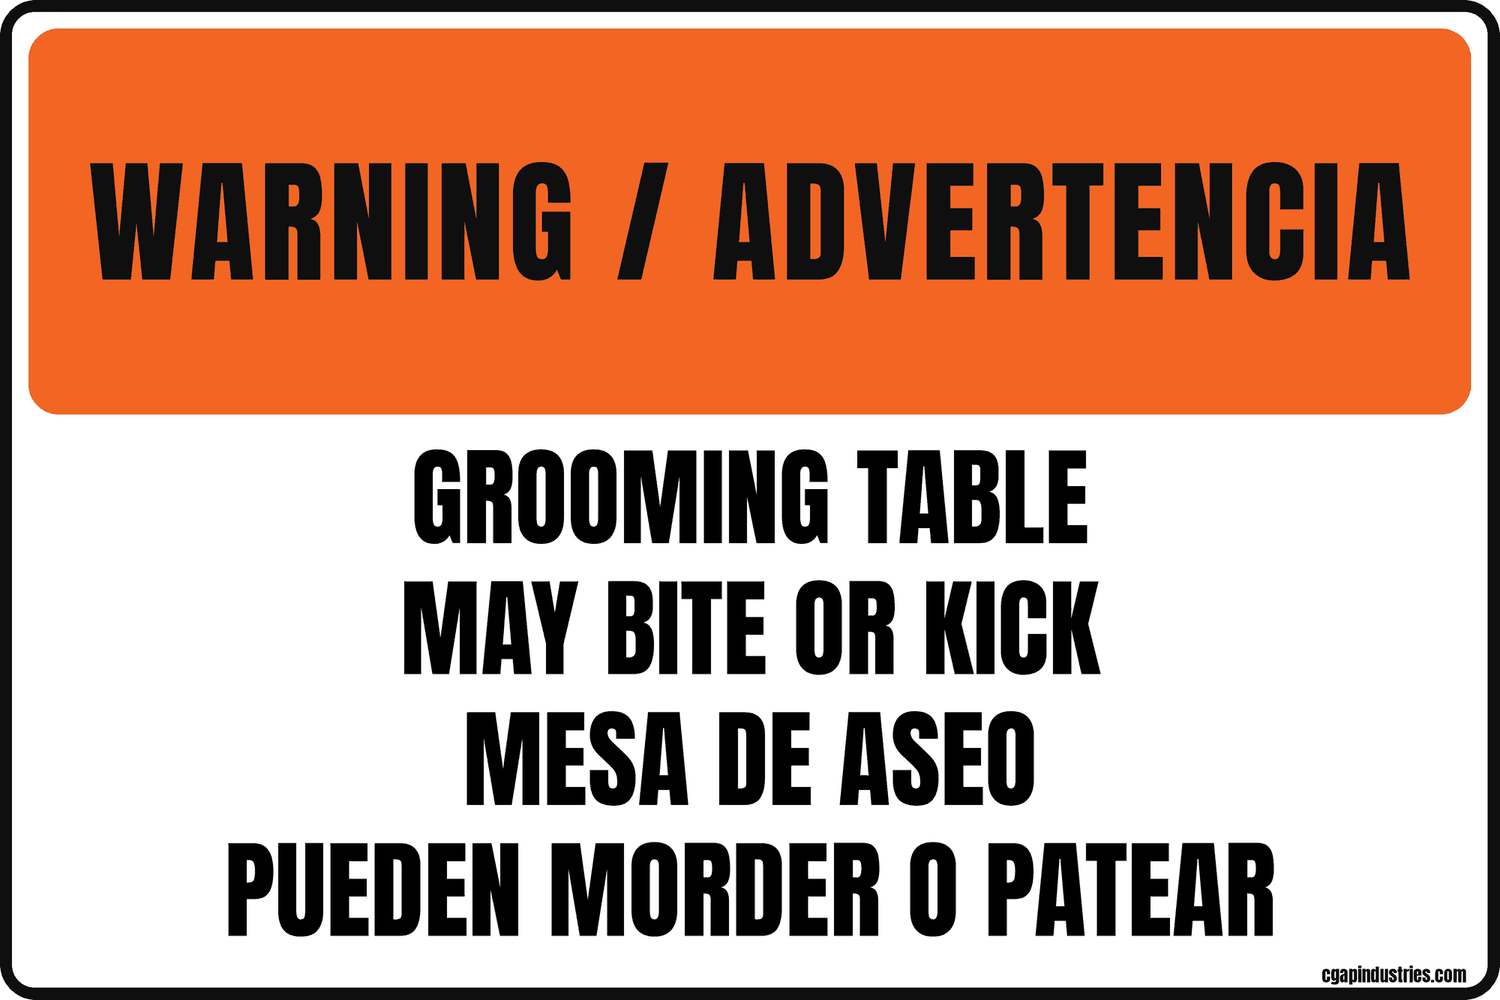 WARNING / ADVERTENCIA
GROOMING TABLE
MAY BITE OR KICK
MESA DE ASEO
PUEDEN MORDER O PATEAR
cgapindustries.com